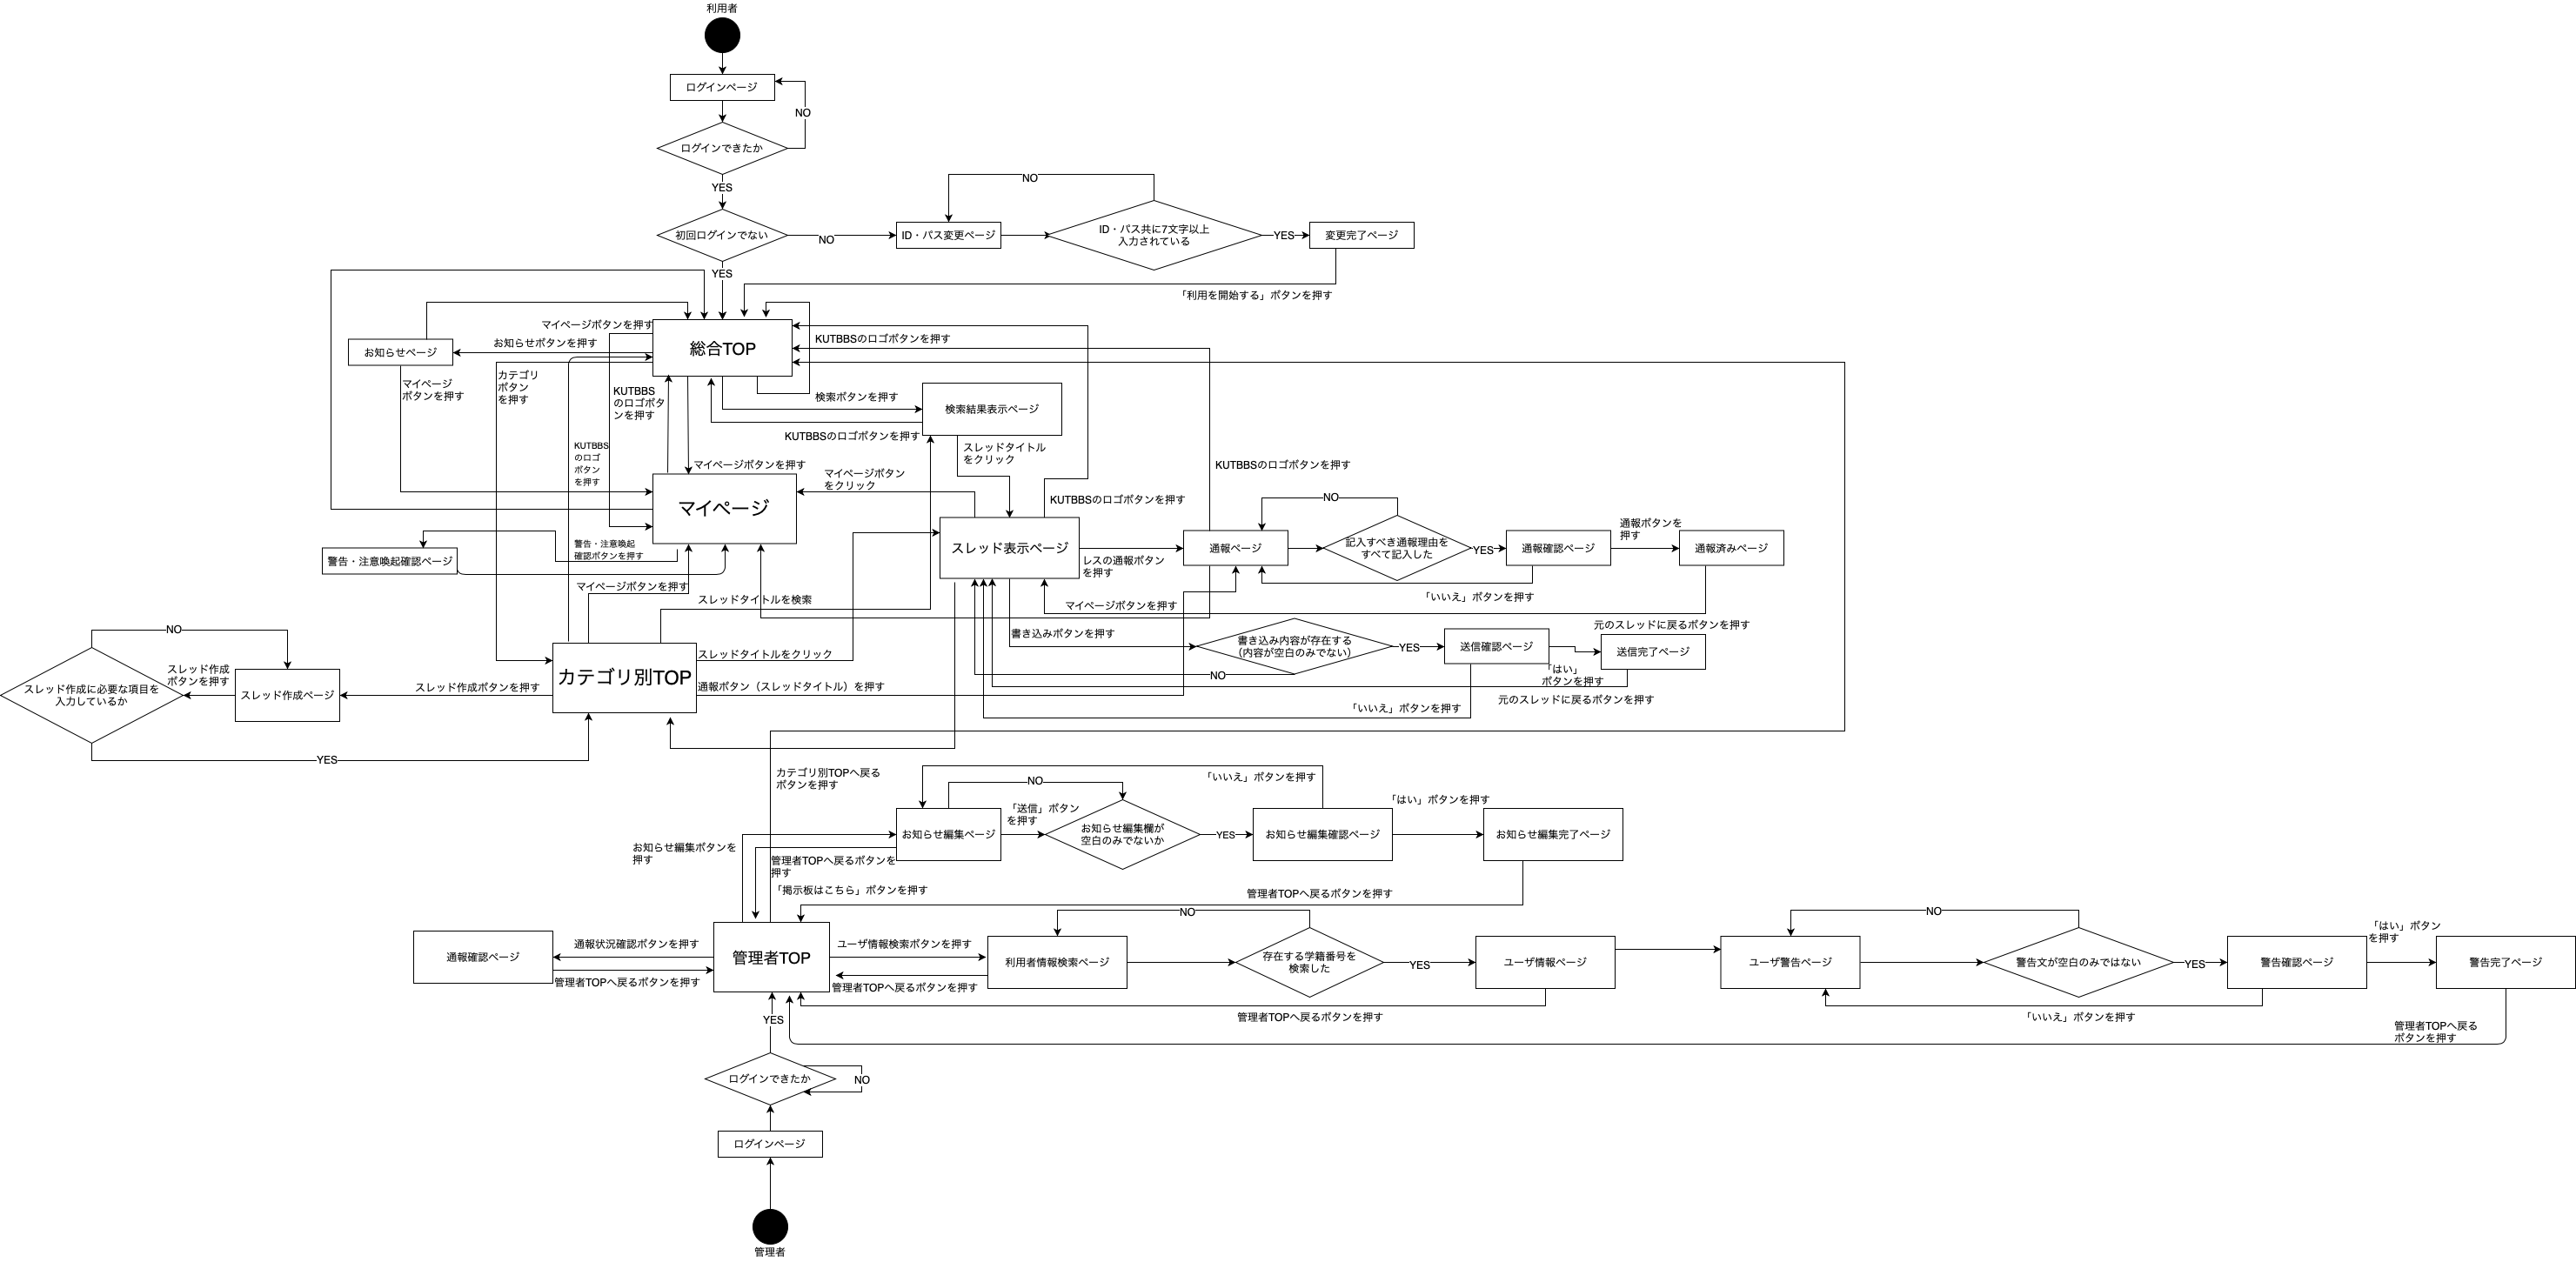 利用者
ログインページ
NO
ログインできたか
YES
初回ログインでない
NO
ID・パス変更ページ
NO
ID・パス共に7文字以上
入力されている
YES
変更完了ページ
YES
「利用を開始する」ボタンを押す
マイページボタンを押す
お知らせボタンを押す
お知らせページ
総合TOP
KUTBBSのロゴボタンを押す
マイページ
ボタンを押す
カテゴリ
ボタン
を押す
KUTBBS
のロゴボタ
ンを押す
検索ボタンを押す
検索結果表示ページ
KUTBBSのロゴボタンを押す
KUTBBS
のロゴ
ボタン
を押す
スレッドタイトル
をクリック
マイページボタンを押す
マイページボタン
をクリック
KUTBBSのロゴボタンを押す
マイページ
KUTBBSのロゴボタンを押す
NO
警告・注意喚起
確認ボタンを押す
警告・注意喚起確認ページ
スレッド表示ページ
レスの通報ボタン
を押す
通報ページ
記入すべき通報理由を
すべて記入した
YES
通報確認ページ
通報ボタンを
押す
通報済みページ
マイページボタンを押す
スレッドタイトルを検索
マイページボタンを押す
「いいえ」ボタンを押す
NO
スレッド作成に必要な項目を
入力しているか
スレッド作成
ボタンを押す
スレッド作成ページ
スレッド作成ボタンを押す
カテゴリ別TOP
スレッドタイトルをクリック
通報ボタン（スレッドタイトル）を押す
書き込みボタンを押す
書き込み内容が存在する
（内容が空白のみでない）
YES
送信確認ページ
元のスレッドに戻るボタンを押す
送信完了ページ
「はい」
ボタンを押す
NO
元のスレッドに戻るボタンを押す
「いいえ」ボタンを押す
YES
カテゴリ別TOPへ戻る
ボタンを押す
NO
「いいえ」ボタンを押す
お知らせ編集ボタンを
押す
お知らせ編集ページ
「送信」ボタン
を押す
お知らせ編集欄が
空白のみでないか
YES
お知らせ編集確認ページ
「はい」ボタンを押す
お知らせ編集完了ページ
管理者TOPへ戻るボタンを
押す
「掲示板はこちら」ボタンを押す
管理者TOPへ戻るボタンを押す
通報確認ページ
通報状況確認ボタンを押す
管理者TOPへ戻るボタンを押す
管理者TOP
ユーザ情報検索ボタンを押す
管理者TOPへ戻るボタンを押す
利用者情報検索ページ
NO
存在する学籍番号を
検索した
YES
ユーザ情報ページ
管理者TOPへ戻るボタンを押す
ユーザ警告ページ
NO
警告文が空白のみではない
YES
警告確認ページ
「はい」ボタン
を押す
警告完了ページ
「いいえ」ボタンを押す
管理者TOPへ戻る
ボタンを押す
YES
ログインできたか
NO
ログインページ
管理者